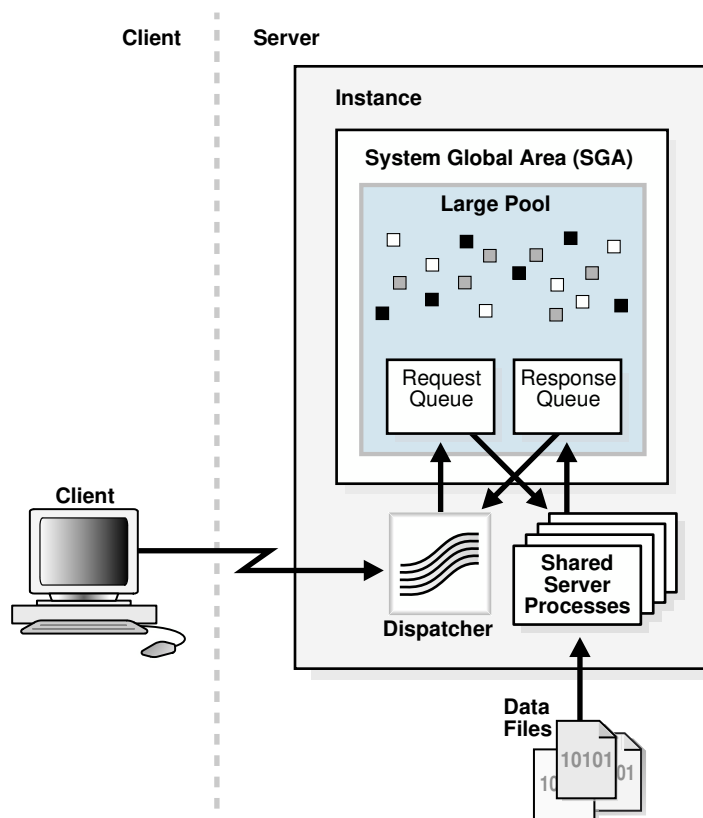 Client
Server
Instance
System Global Area (SGA)
Large Pool
Request
Queue
Response
Queue
Client
Dispatcher
Shared
Server
Processes
Data
Files
10101
10
01